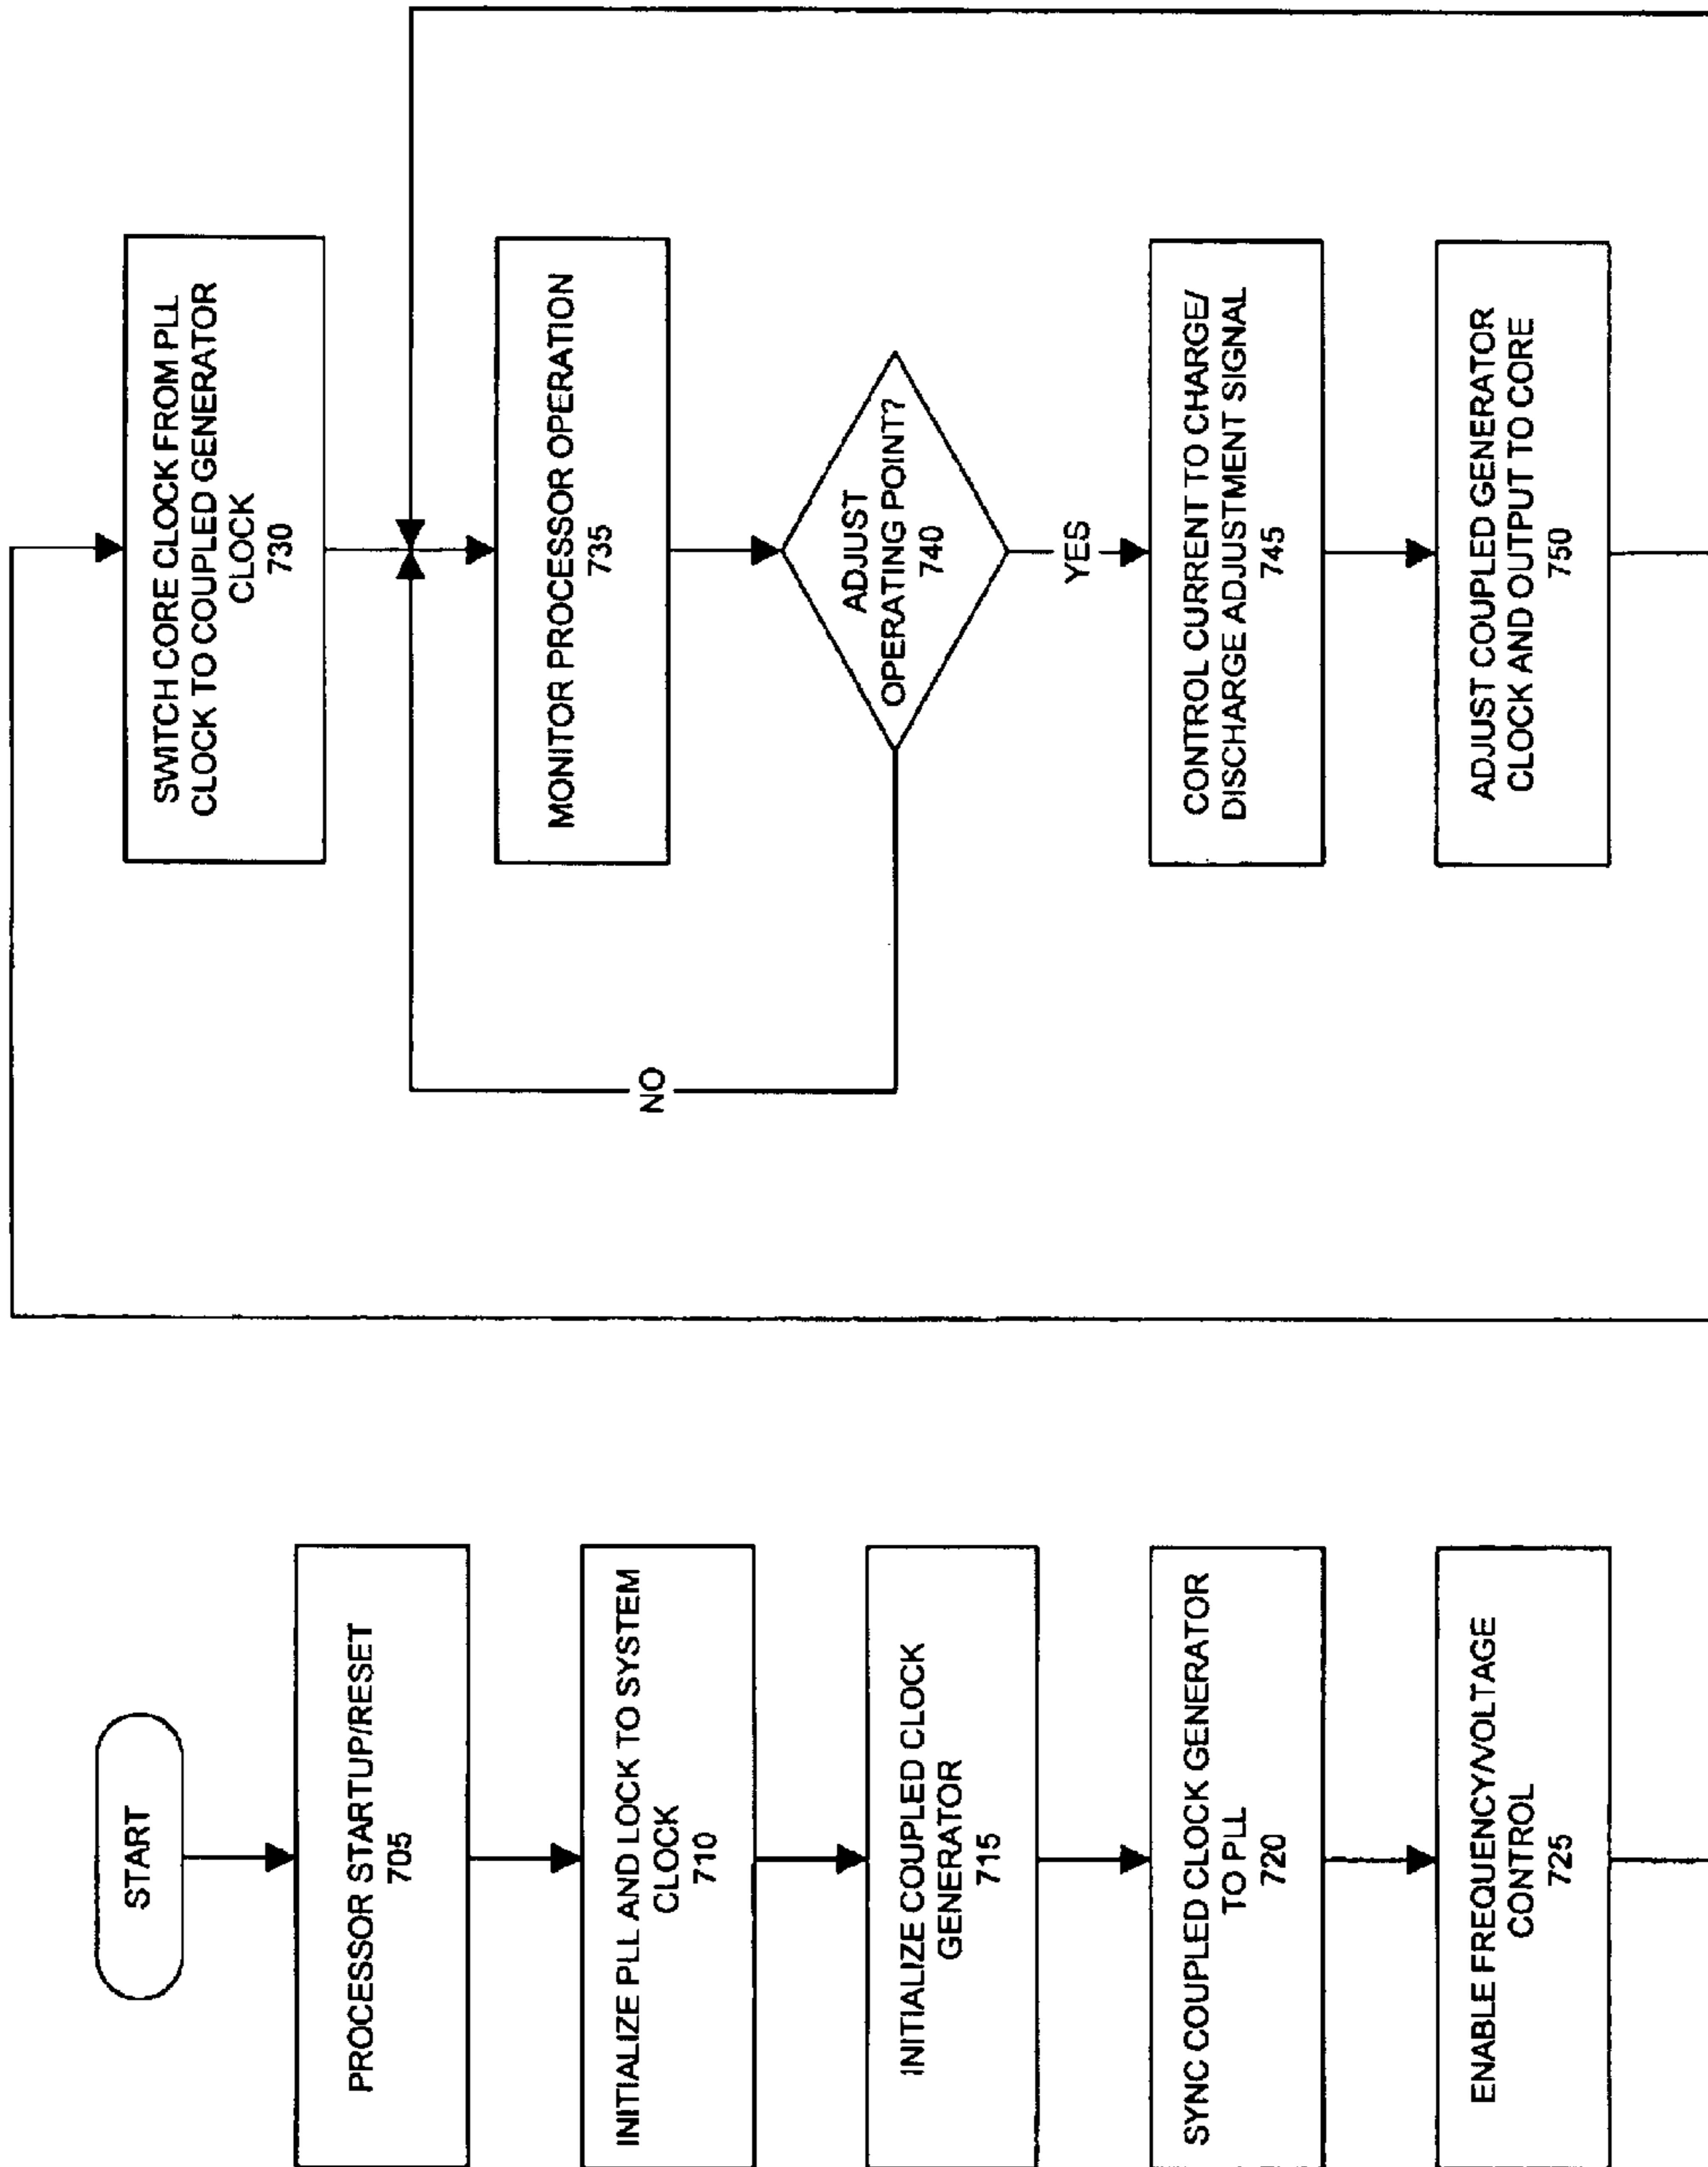 START
PROCESSOR STARTUP/RESET
705
INITIALIZE PLL AND LOCK TO SYSTEM
CLOCK
710
INITIALIZE COUPLED CLOCK
GENERATOR
715
SYNC COUPLED CLOCK GENERATOR
TO PLL
720
ENABLE FREQUENCY/VOLTAGE
CONTROL
725
SWITCH CORE CLOCK FROM PLL
CLOCK TO COUPLED GENERATOR
CLOCK
730
MONITOR PROCESSOR OPERATION
735
ADJUST
OPERATING POINT?
740
NO
YES
CONTROL CURRENT TO CHARGE/
DISCHARGE ADJUSTMENT SIGNAL
745
ADJUST COUPLED GENERATOR
CLOCK AND OUTPUT TO CORE
750